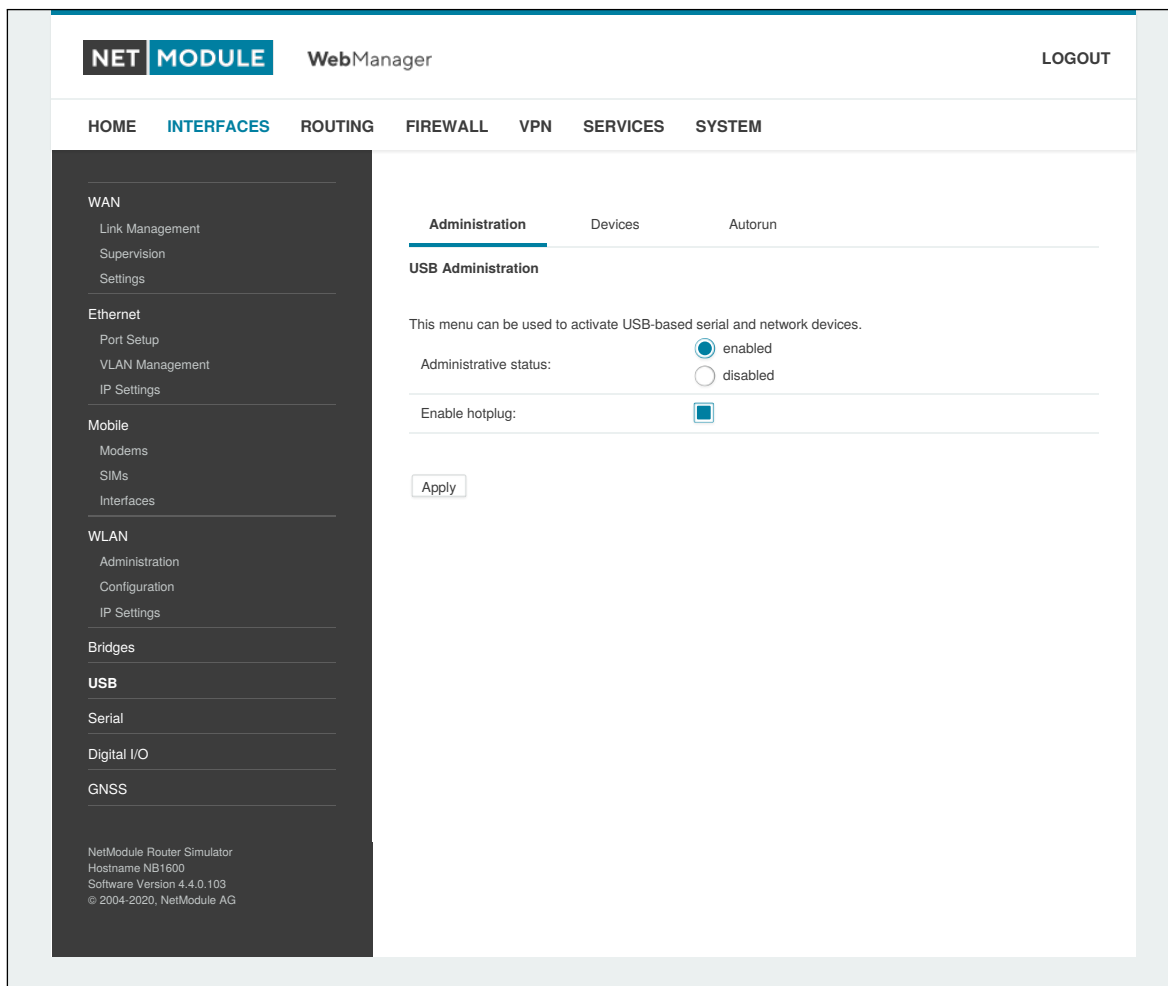 NET MODULE WebManager LOGOUT
HOME INTERFACES ROUTING FIREWALL VPN SERVICES SYSTEM
WAN
Link Management
Supervision
Settings
Ethernet
Port Setup
VLAN Management
IP Settings
Mobile
Modems
SIMs
Interfaces
WLAN
Administration
Configuration
IP Settings
Bridges
USB
Serial
Digital I/O
GNSS
NetModule Router Simulator
Hostname NB1600
Software Version 4.4.0.103
© 2004-2020, NetModule AG
Administration Devices Autorun
USB Administration
This menu can be used to activate USB-based serial and network devices.
Administrative status:
enabled
disabled
Enable hotplug:
Apply